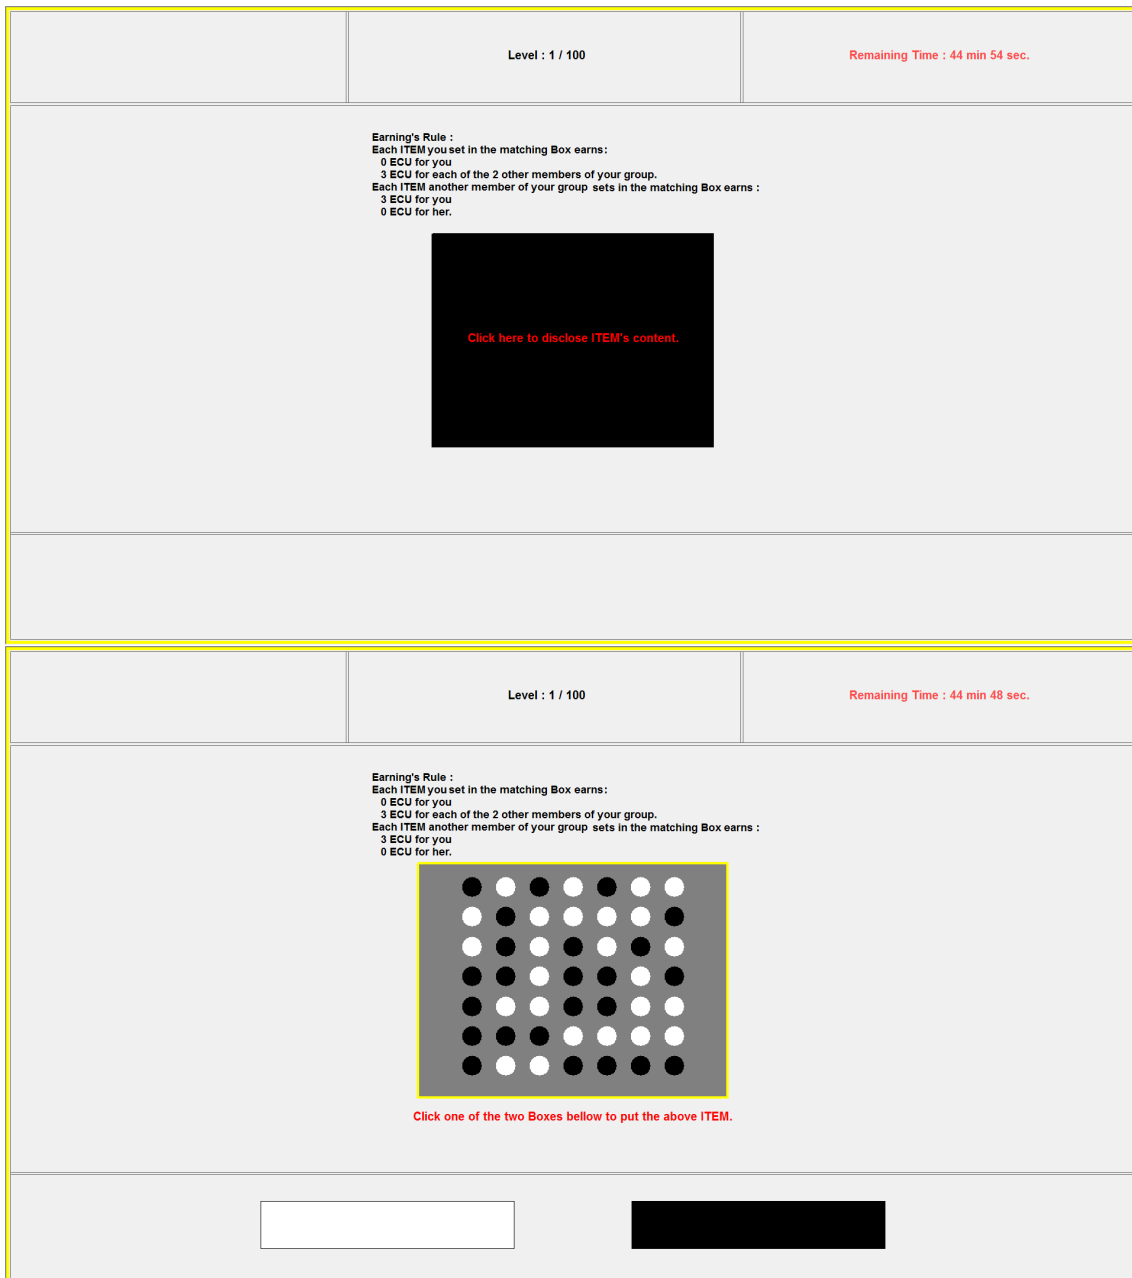 Level : 1 / 100
Remaining Time : 44 min 54 sec.
Earning's Rule :
Each ITEM you set in the matching Box earns:
0 ECU for you
3 ECU for each of the 2 other members of your group.
Each ITEM another member of your group sets in the matching Box earns :
3 ECU for you
0 ECU for her.
Click here to disclose ITEM's content.
Level : 1 / 100
Remaining Time : 44 min 48 sec.
Earning's Rule :
Each ITEM you set in the matching Box earns:
0 ECU for you
3 ECU for each of the 2 other members of your group.
Each ITEM another member of your group sets in the matching Box earns :
3 ECU for you
0 ECU for her.
Click one of the two Boxes bellow to put the above ITEM.